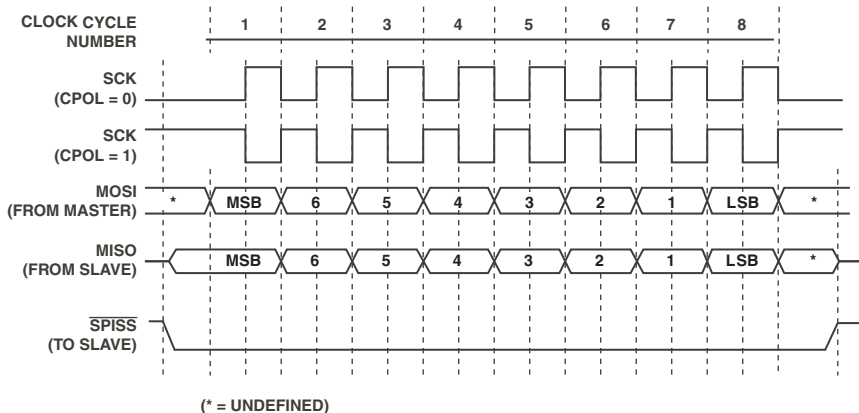 CLOCK CYCLE
NUMBER
1 2 3 4 5 6 7 8
SCK
(CPOL = 0)
SCK
(CPOL = 1)
MOSI
(FROM MASTER)
* MSB 6 5 4 3 2 1 LSB *
MISO
(FROM SLAVE)
MSB 6 5 4 3 2 1 LSB *
SPISS
(TO SLAVE)
(* = UNDEFINED)